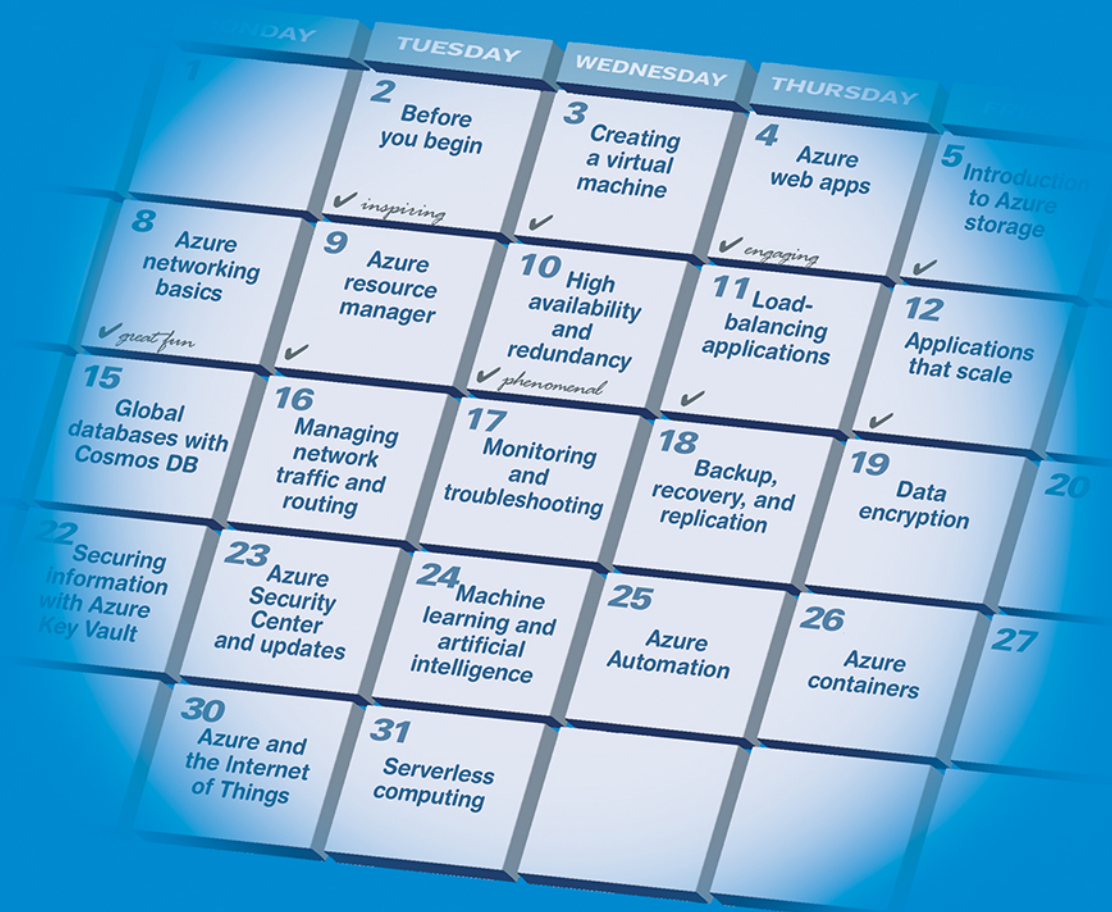 MONDAY
TUESDAY
WEDNESDAY
THURSDAY
1
2
Before
you begin
✓ inspiring
3
Creating
a virtual
machine
✓
4
Azure
web apps
✓ engaging
5
Introduction
to Azure
storage
✓
8
Azure
networking
basics
✓ great fun
9
Azure
resource
manager
✓
10
High
availability
and
redundancy
✓ phenomenal
11
Load-
balancing
applications
✓
12
Applications
that scale
✓
15
Global
databases with
Cosmos DB
16
Managing
network
traffic and
routing
17
Monitoring
and
troubleshooting
18
Backup,
recovery, and
replication
19
Data
encryption
20
22
Securing
information
with Azure
Key Vault
23
Azure
Security
Center
and updates
24
Machine
learning and
artificial
intelligence
25
Azure
Automation
26
Azure
containers
27
30
Azure and
the Internet
of Things
31
Serverless
computing